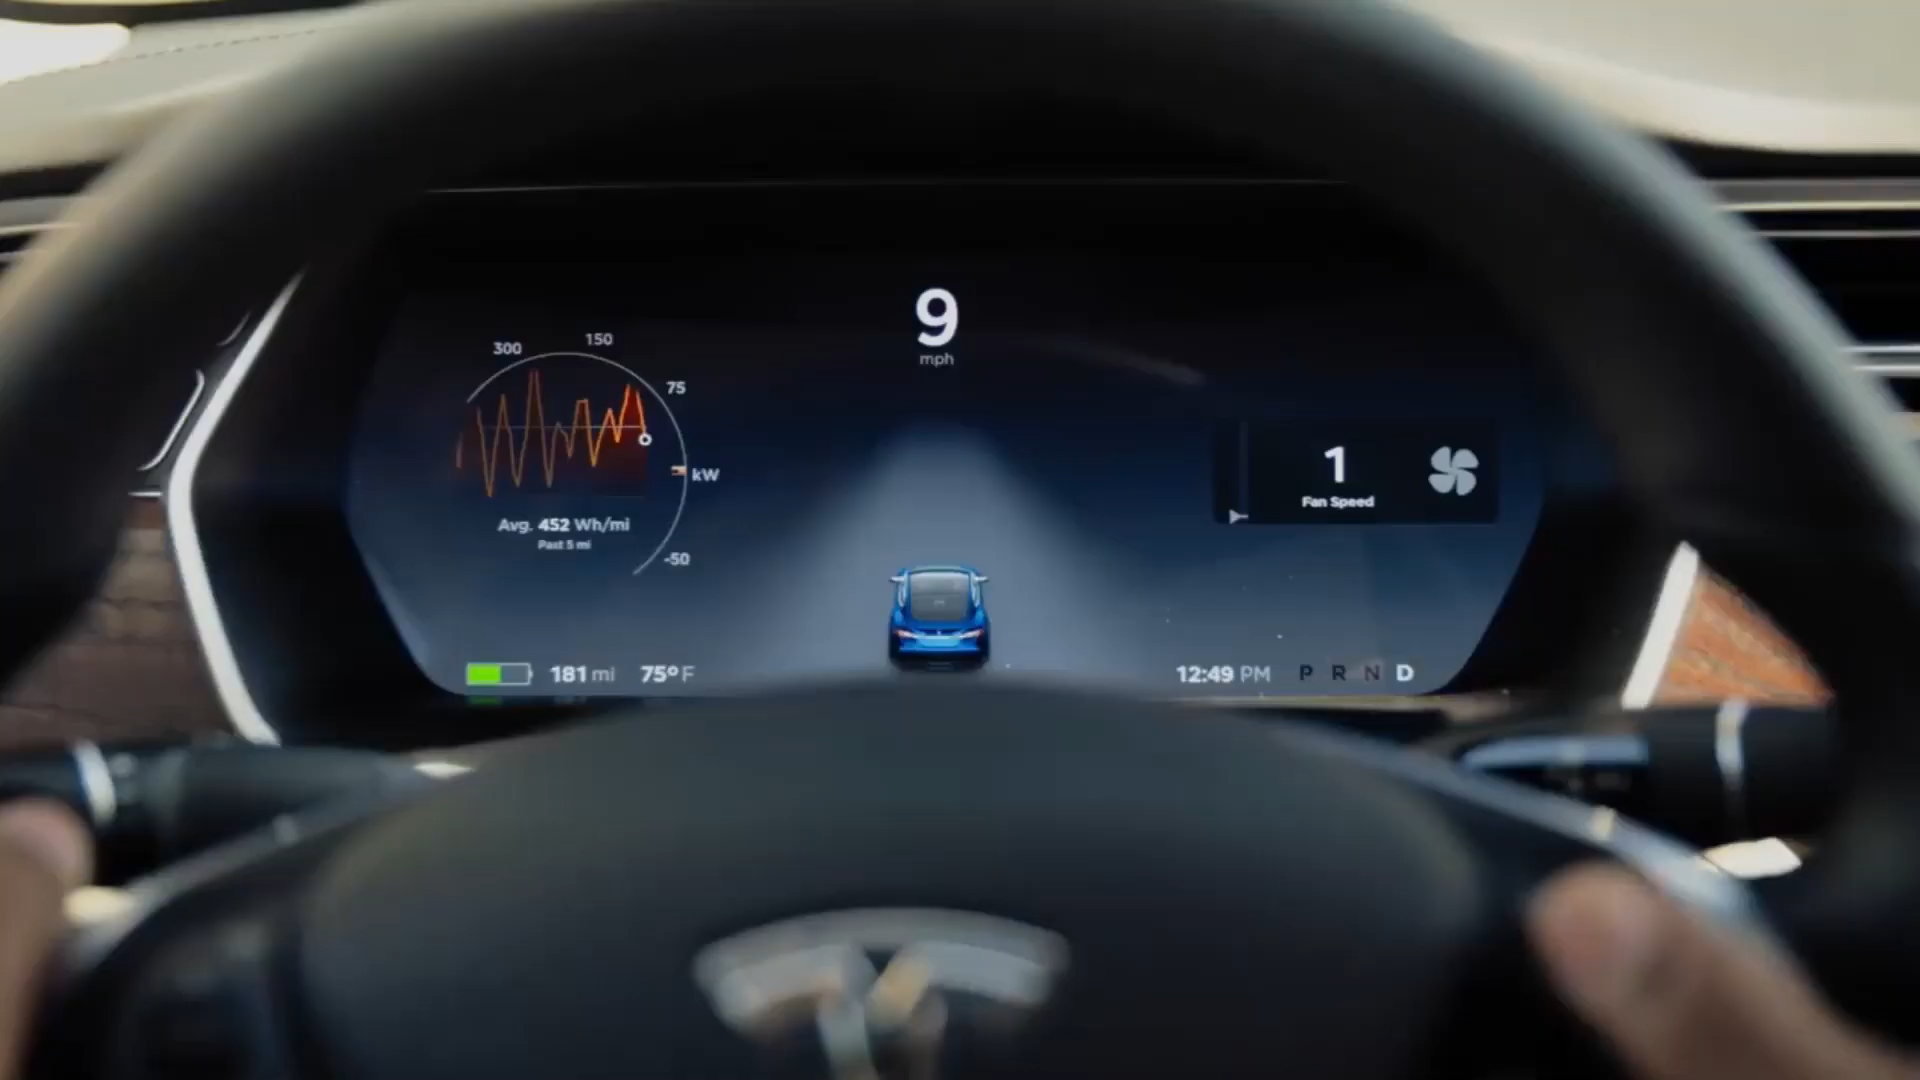 9
mph
300
150
75
kW
-50
Avg. 452 Wh/mi
Past 5 mi
1
Fan Speed
181 mi 75°F
12:49 PM P R N D